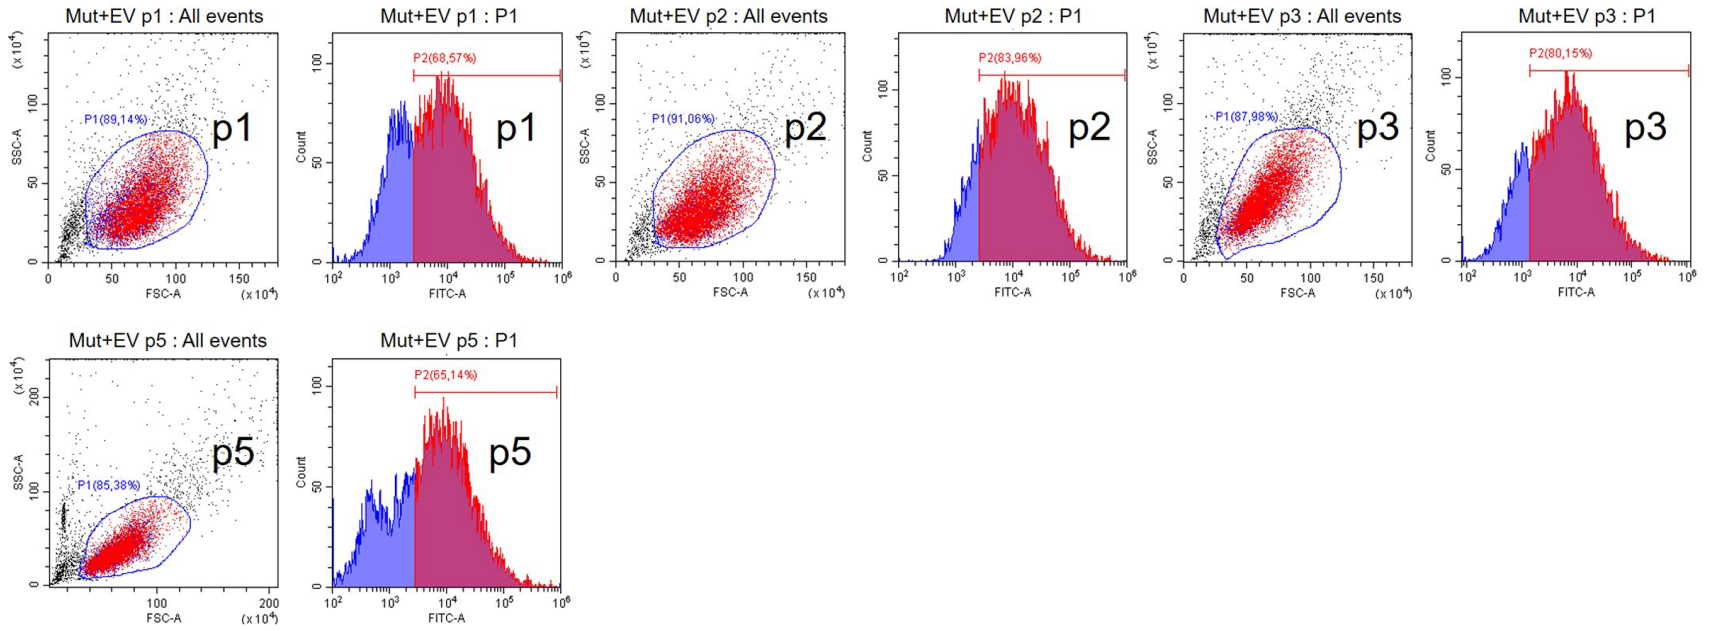 Mut+EV p1 : All events
(x 10⁴)
SSC-A
100
50
0
P1(89,14%)
p1
0 50 100 150
FSC-A (x 10⁴)
Mut+EV p1 : P1
Count
100
50
0
P2(68,57%)
p1
10² 10³ 10⁴ 10⁵ 10⁶
FITC-A
Mut+EV p2 : All events
(x 10⁴)
SSC-A
100
50
0
P1(91,06%)
p2
0 50 100 150
FSC-A (x 10⁴)
Mut+EV p2 : P1
Count
100
50
0
P2(83,96%)
p2
10² 10³ 10⁴ 10⁵ 10⁶
FITC-A
Mut+EV p3 : All events
(x 10⁴)
SSC-A
100
50
0
P1(87,98%)
p3
0 50 100 150
FSC-A (x 10⁴)
Mut+EV p3 : P1
Count
100
50
0
P2(80,15%)
p3
10² 10³ 10⁴ 10⁵ 10⁶
FITC-A
Mut+EV p5 : All events
(x 10⁴)
SSC-A
200
100
0
P1(85,38%)
p5
100 200
FSC-A (x 10⁴)
Mut+EV p5 : P1
Count
100
50
0
P2(65,14%)
p5
10² 10³ 10⁴ 10⁵ 10⁶
FITC-A